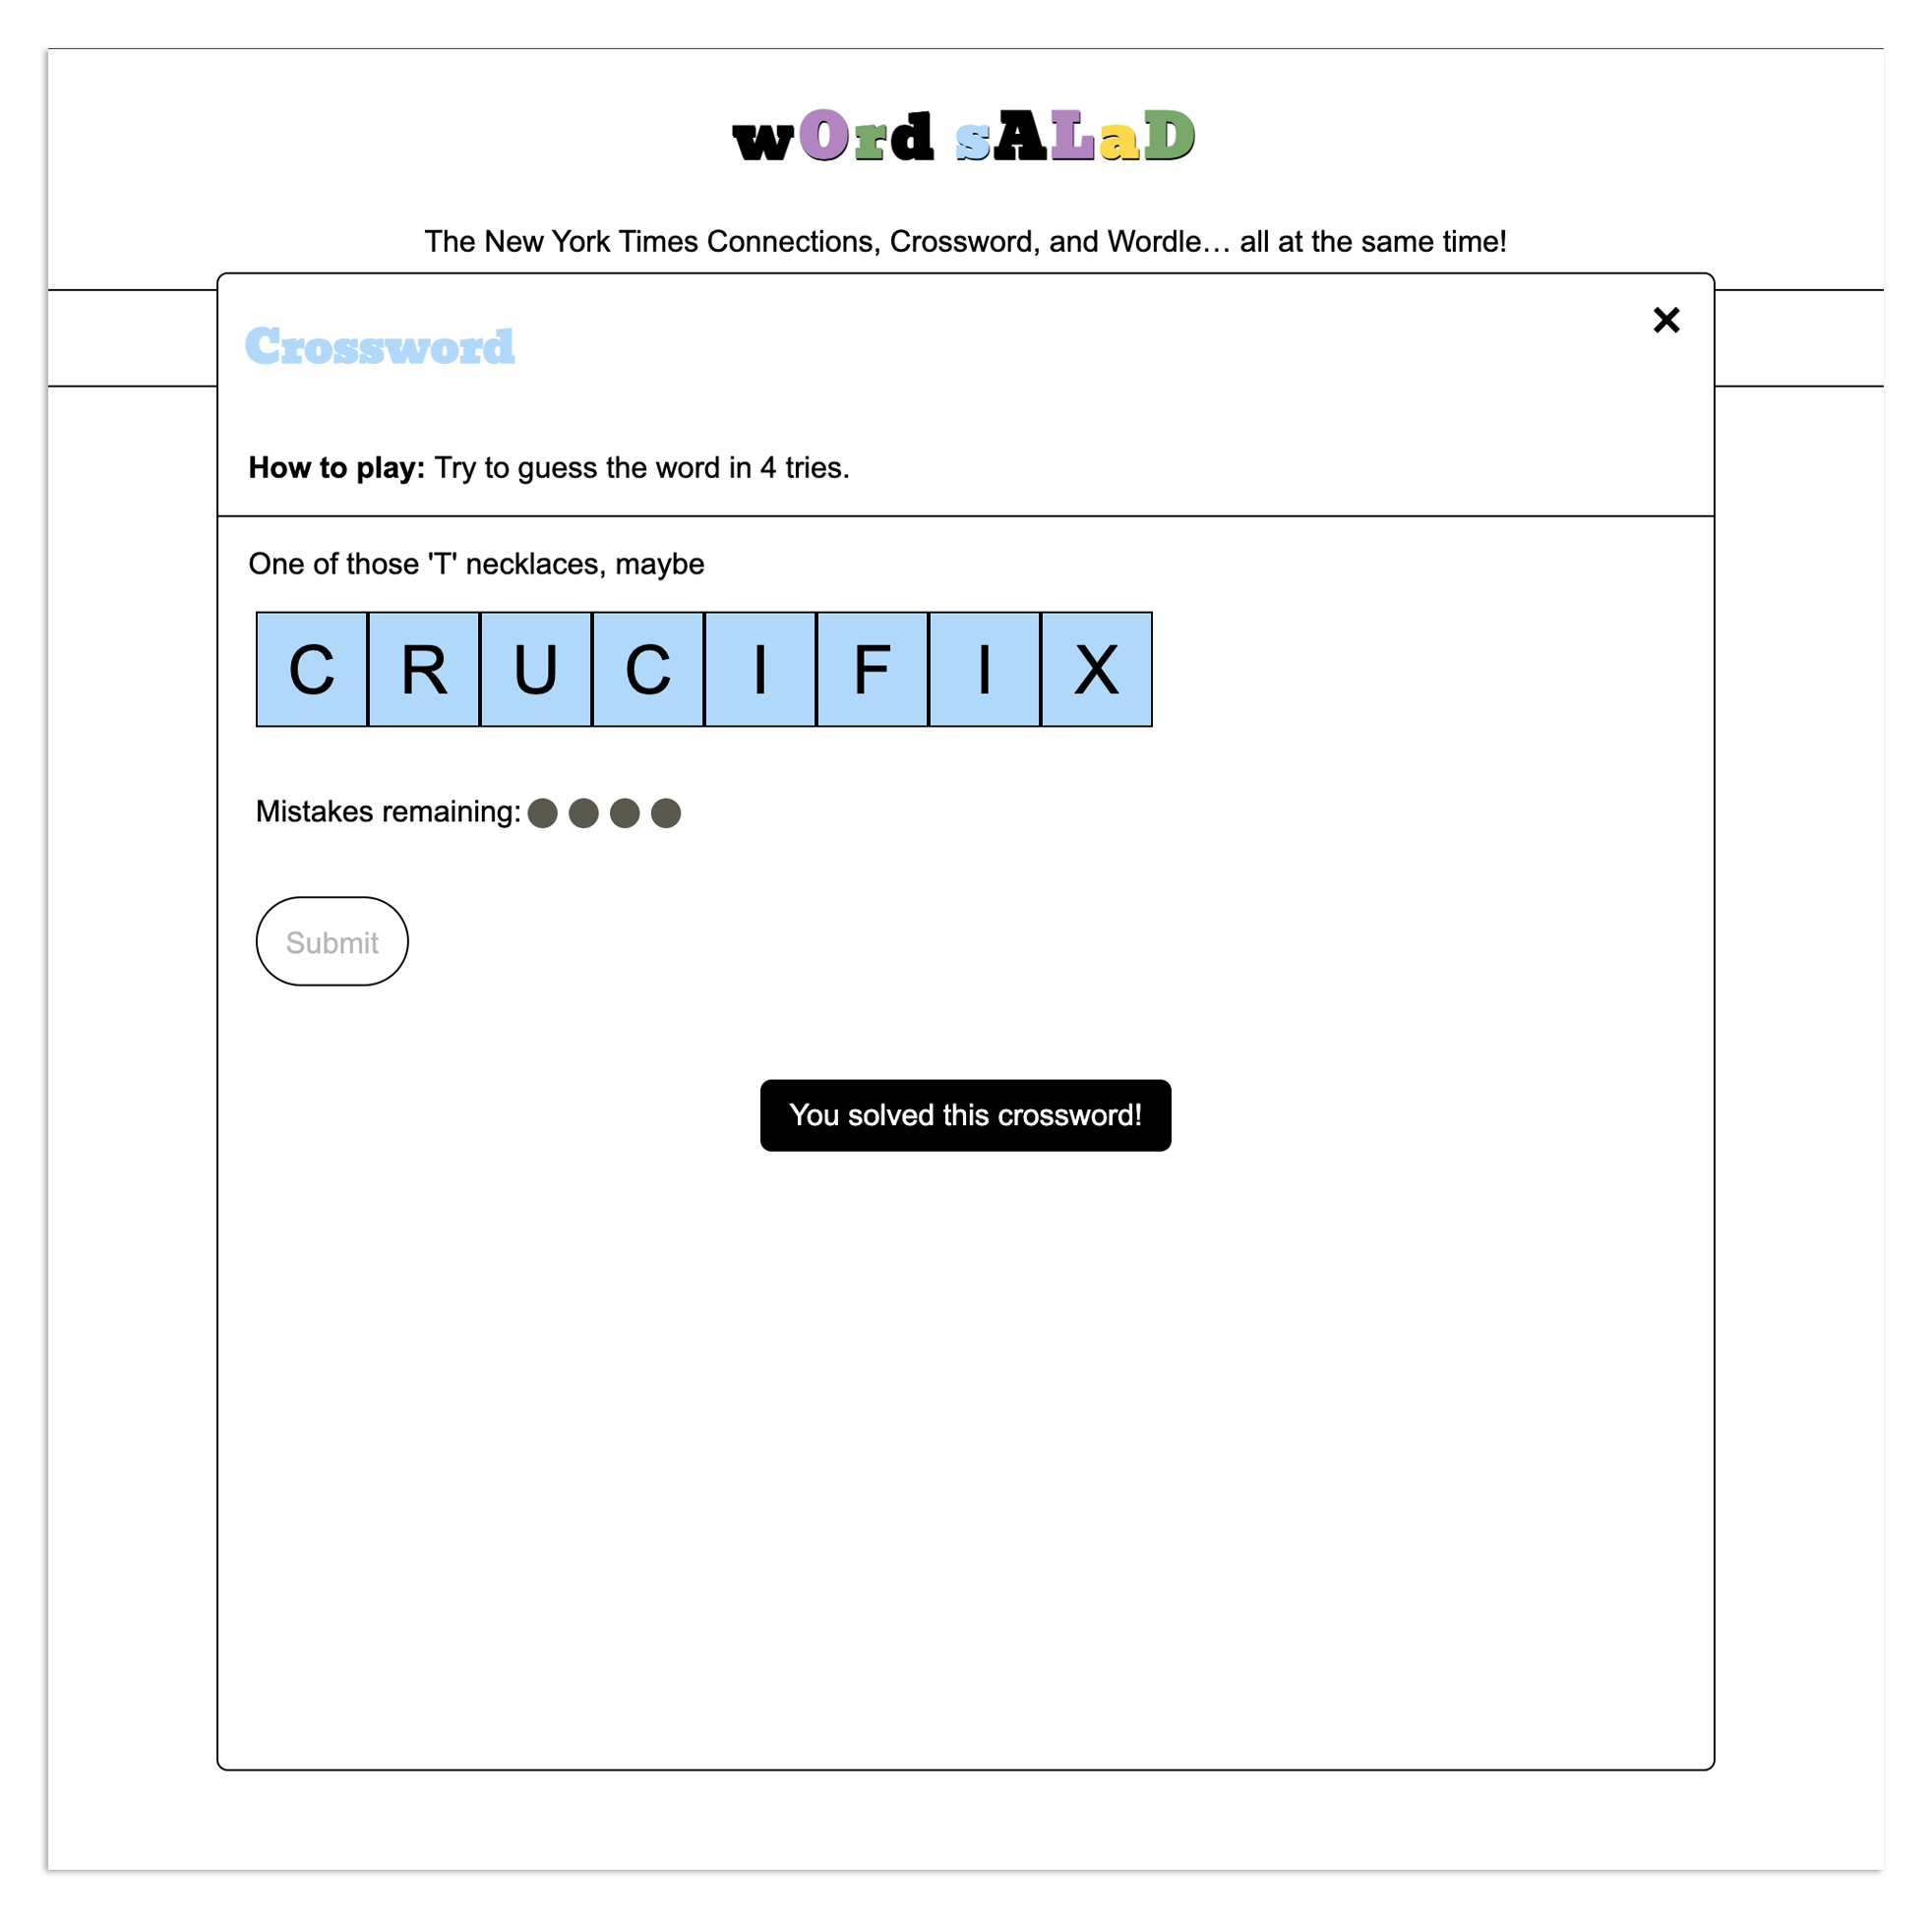 wOrd sALaD
The New York Times Connections, Crossword, and Wordle… all at the same time!
Crossword
How to play: Try to guess the word in 4 tries.
One of those 'T' necklaces, maybe
C R U C I F I X
Mistakes remaining:
Submit
You solved this crossword!